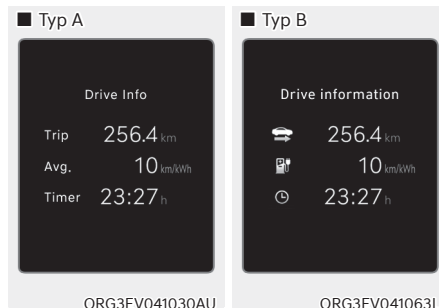 ■ Typ A
Drive Info
Trip 256.4 km
Avg. 10 km/kWh
Timer 23:27 h
ORG3EV041030AU
■ Typ B
Drive information
256.4 km
10 km/kWh
23:27 h
ORG3EV041063L